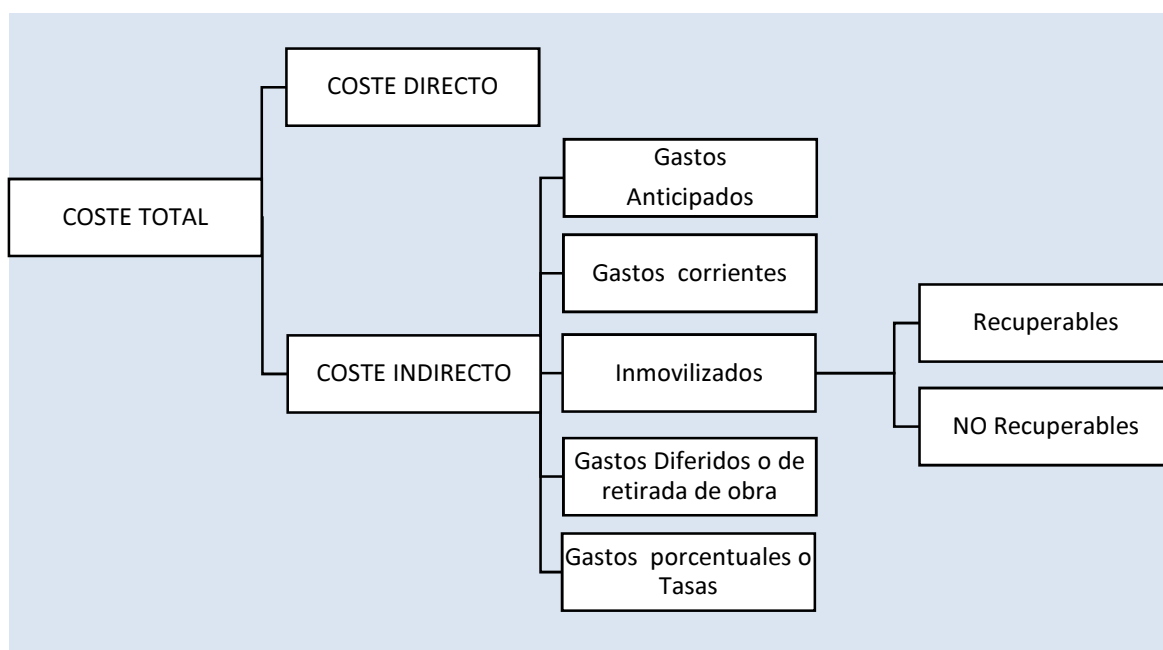 COSTE TOTAL
COSTE DIRECTO
COSTE INDIRECTO
Gastos
Anticipados
Gastos corrientes
Inmovilizados
Gastos Diferidos o de
retirada de obra
Gastos porcentuales o
Tasas
Recuperables
NO Recuperables